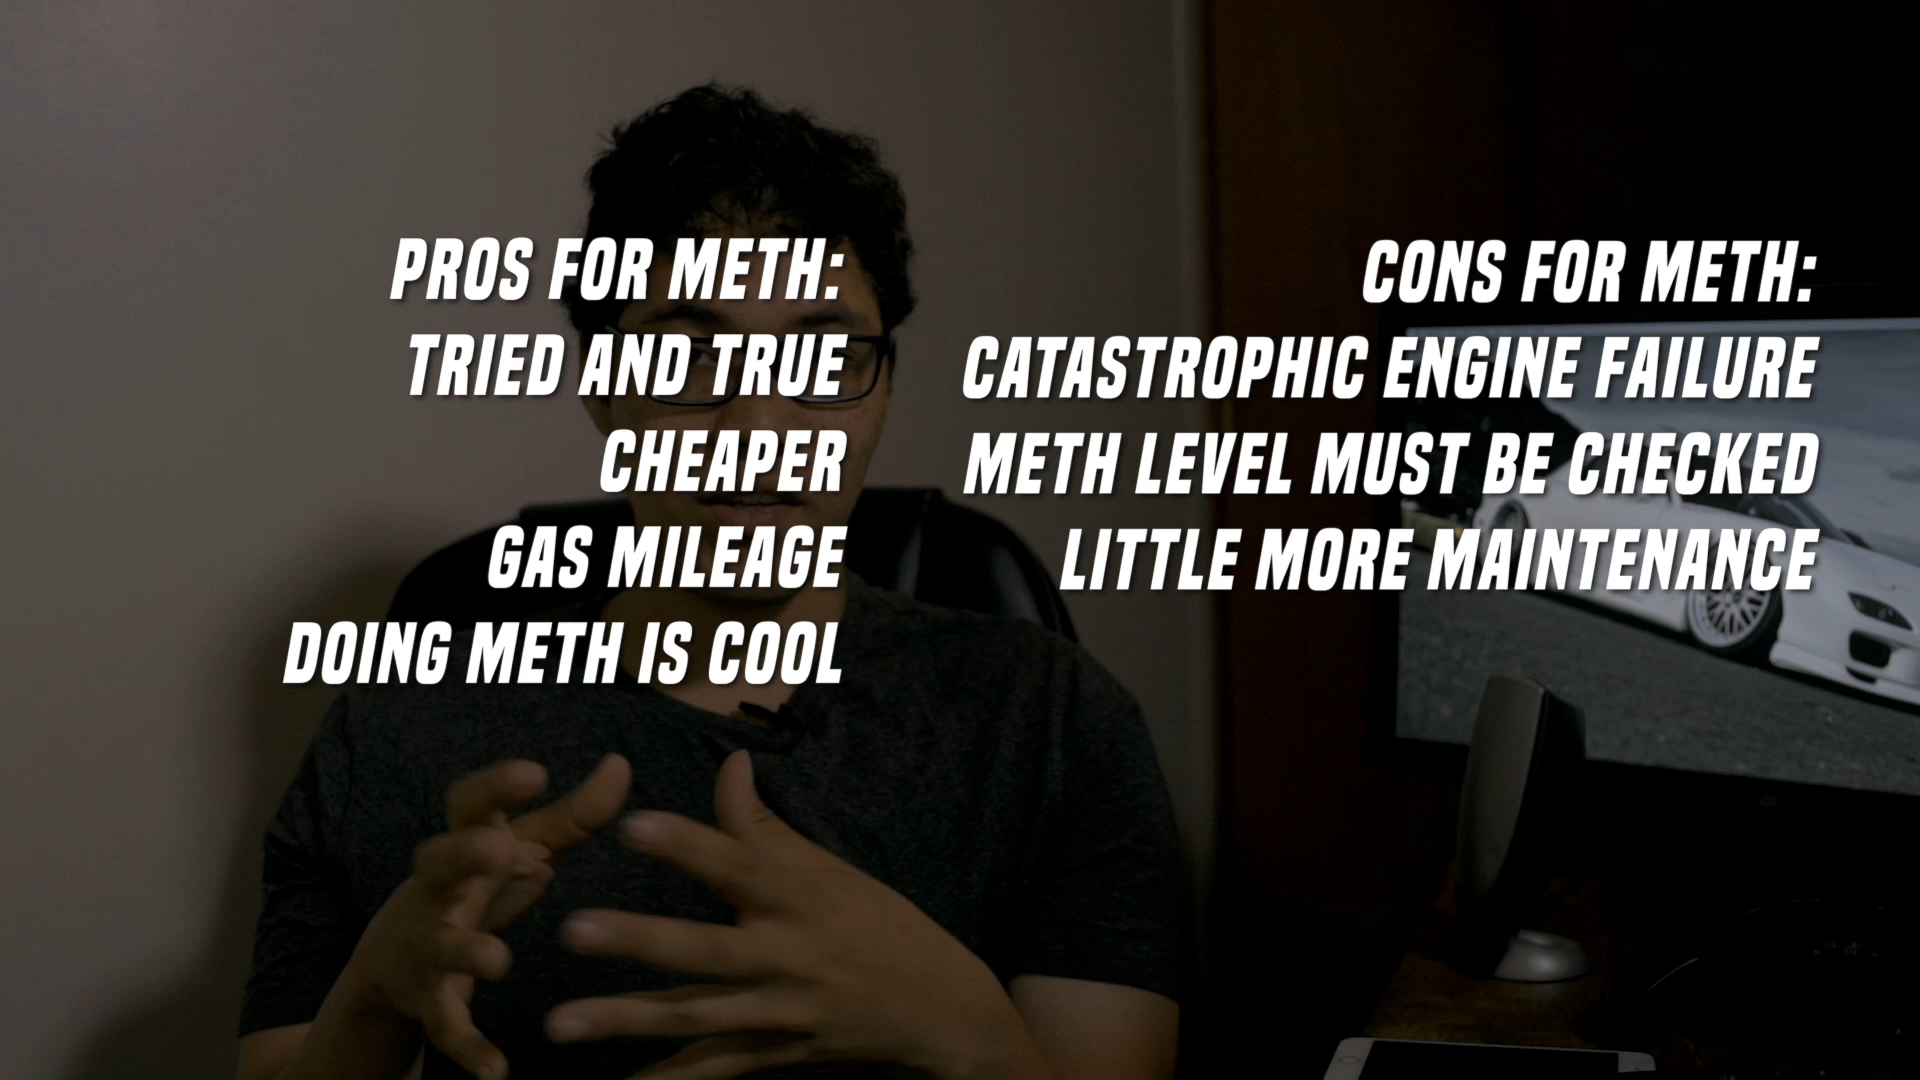 PROS FOR METH:
TRIED AND TRUE
CHEAPER
GAS MILEAGE
DOING METH IS COOL
CONS FOR METH:
CATASTROPHIC ENGINE FAILURE
METH LEVEL MUST BE CHECKED
LITTLE MORE MAINTENANCE